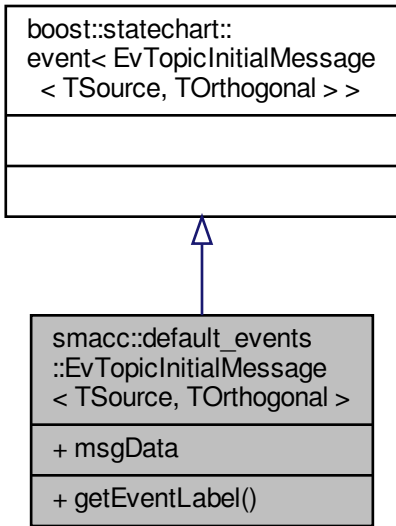 boost::statechart::
event< EvTopicInitialMessage
< TSource, TOrthogonal > >
smacc::default_events
::EvTopicInitialMessage
< TSource, TOrthogonal >
+ msgData
+ getEventLabel()